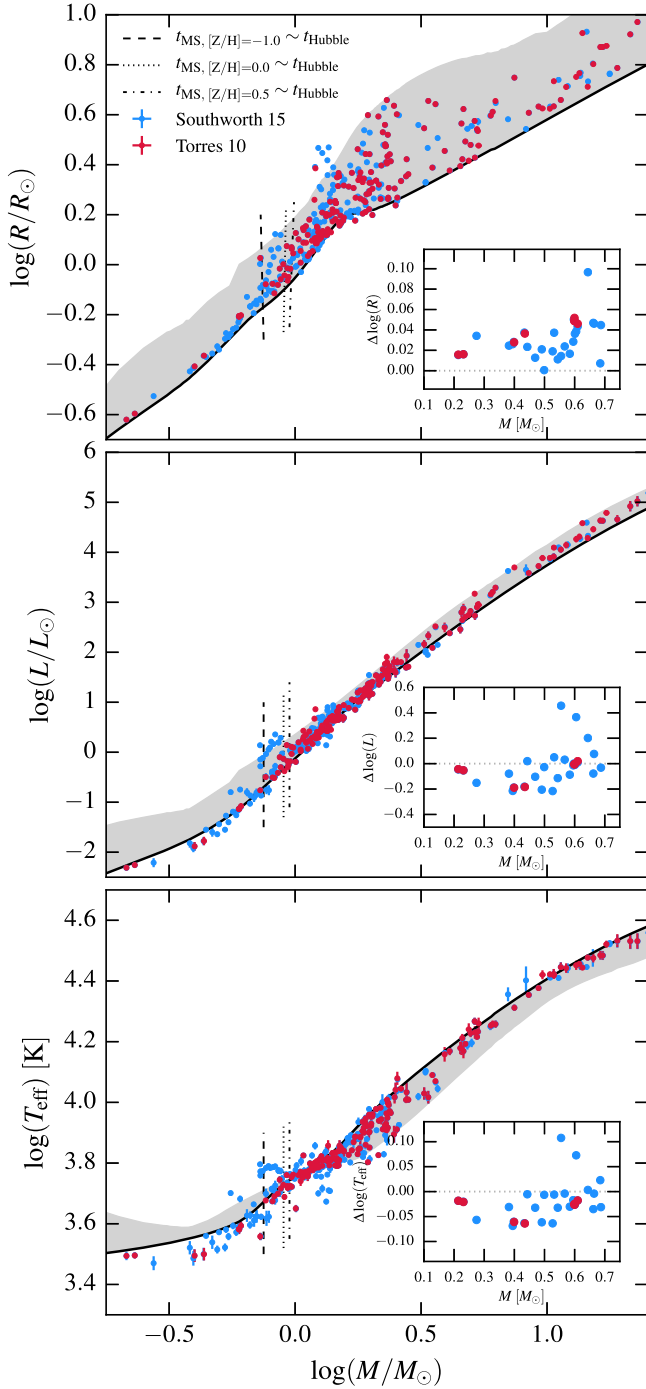 t_MS, [Z/H]=−1.0 ∼ t_Hubble
t_MS, [Z/H]=0.0 ∼ t_Hubble
t_MS, [Z/H]=0.5 ∼ t_Hubble
Southworth 15
Torres 10
log(R/R⊙)
1.0
0.8
0.6
0.4
0.2
0.0
−0.2
−0.4
−0.6
Δlog(R)
0.10
0.08
0.06
0.04
0.02
0.00
0.1 0.2 0.3 0.4 0.5 0.6 0.7
M [M⊙]
log(L/L⊙)
6
5
4
3
2
1
0
−1
−2
Δlog(L)
0.6
0.4
0.2
0.0
−0.2
−0.4
0.1 0.2 0.3 0.4 0.5 0.6 0.7
M [M⊙]
log(T_eff) [K]
4.6
4.4
4.2
4.0
3.8
3.6
3.4
Δlog(T_eff)
0.10
0.05
0.00
−0.05
−0.10
0.1 0.2 0.3 0.4 0.5 0.6 0.7
M [M⊙]
−0.5 0.0 0.5 1.0
log(M/M⊙)